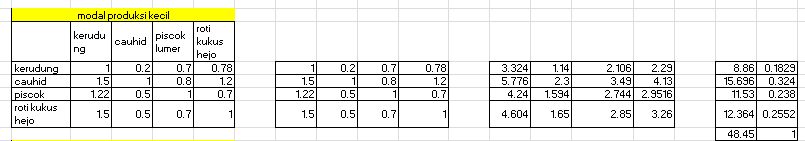 modal produksi kecil
kerudu ng cauhid piscok lumer roti kukus hejo
kerudung 1 0.2 0.7 0.78 1 0.2 0.7 0.78 3.324 1.14 2.106 2.29 8.86 0.1829
cauhid 1.5 1 0.8 1.2 1.5 1 0.8 1.2 5.776 2.3 3.49 4.13 15.696 0.324
piscok 1.22 0.5 1 0.7 1.22 0.5 1 0.7 4.24 1.594 2.744 2.9516 11.53 0.238
roti kukus hejo 1.5 0.5 0.7 1 1.5 0.5 0.7 1 4.604 1.65 2.85 3.26 12.364 0.2552
48.45 1